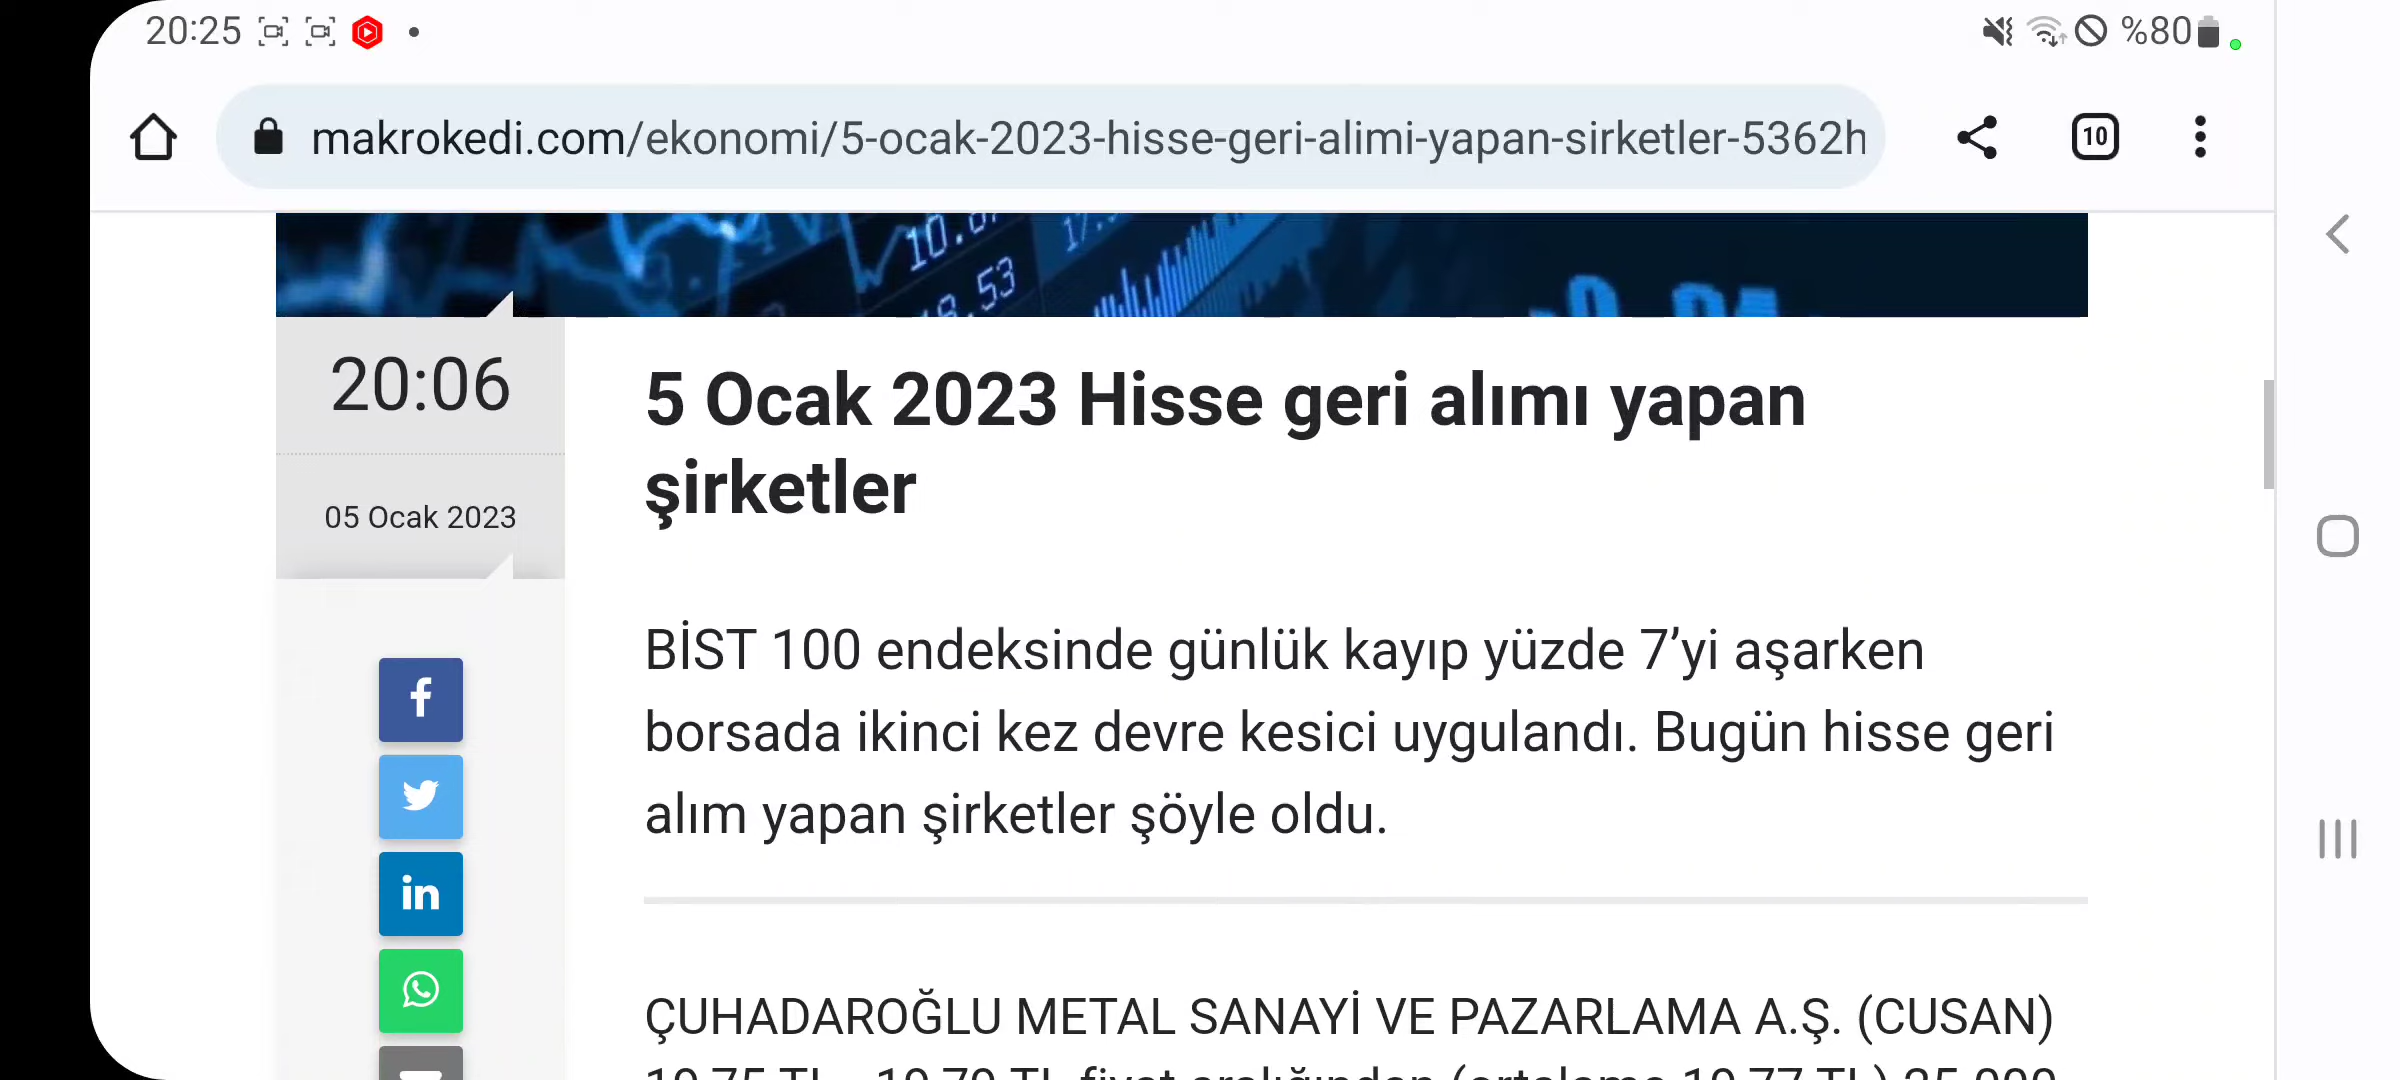 20:25
%80
makrokedi.com/ekonomi/5-ocak-2023-hisse-geri-alimi-yapan-sirketler-5362h
10
17.
.53
20:06
05 Ocak 2023
5 Ocak 2023 Hisse geri alımı yapan
şirketler
BİST 100 endeksinde günlük kayıp yüzde 7’yi aşarken
borsada ikinci kez devre kesici uygulandı. Bugün hisse geri
alım yapan şirketler şöyle oldu.
f
in
ÇUHADAROĞLU METAL SANAYİ VE PAZARLAMA A.Ş. (CUSAN)